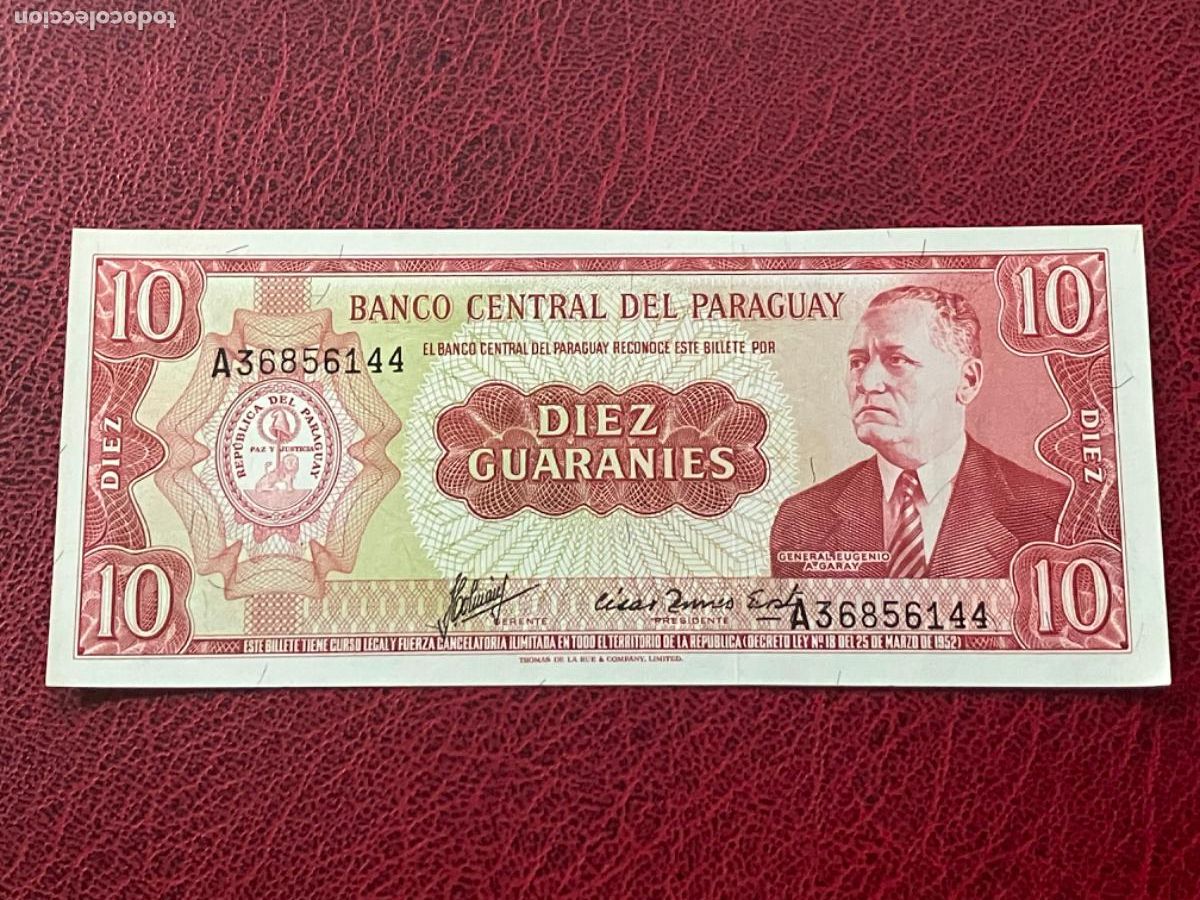 todocoleccion
10
10
BANCO CENTRAL DEL PARAGUAY
EL BANCO CENTRAL DEL PARAGUAY RECONOCE ESTE BILLETE POR
A36856144
REPÚBLICA DEL PARAGUAY
PAZ Y JUSTICIA
DIEZ
GUARANIES
DIEZ
DIEZ
GENERAL EUGENIO
A. GARAY
10
10
GERENTE
PRESIDENTE
A36856144
ESTE BILLETE TIENE CURSO LEGAL Y FUERZA CANCELATORIA ILIMITADA EN TODO EL TERRITORIO DE LA REPUBLICA (DECRETO LEY Nº 18 DEL 25 DE MARZO DE 1952)
THOMAS DE LA RUE & COMPANY, LIMITED.